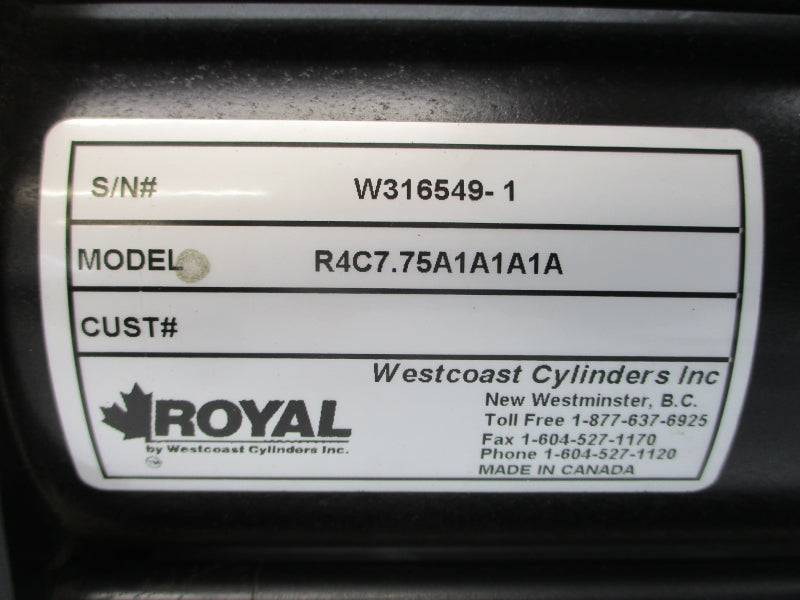 S/N# W316549- 1
MODEL R4C7.75A1A1A1A
CUST#
Westcoast Cylinders Inc
New Westminster, B.C.
Toll Free 1-877-637-6925
Fax 1-604-527-1170
Phone 1-604-527-1120
MADE IN CANADA
ROYAL
by Westcoast Cylinders Inc.